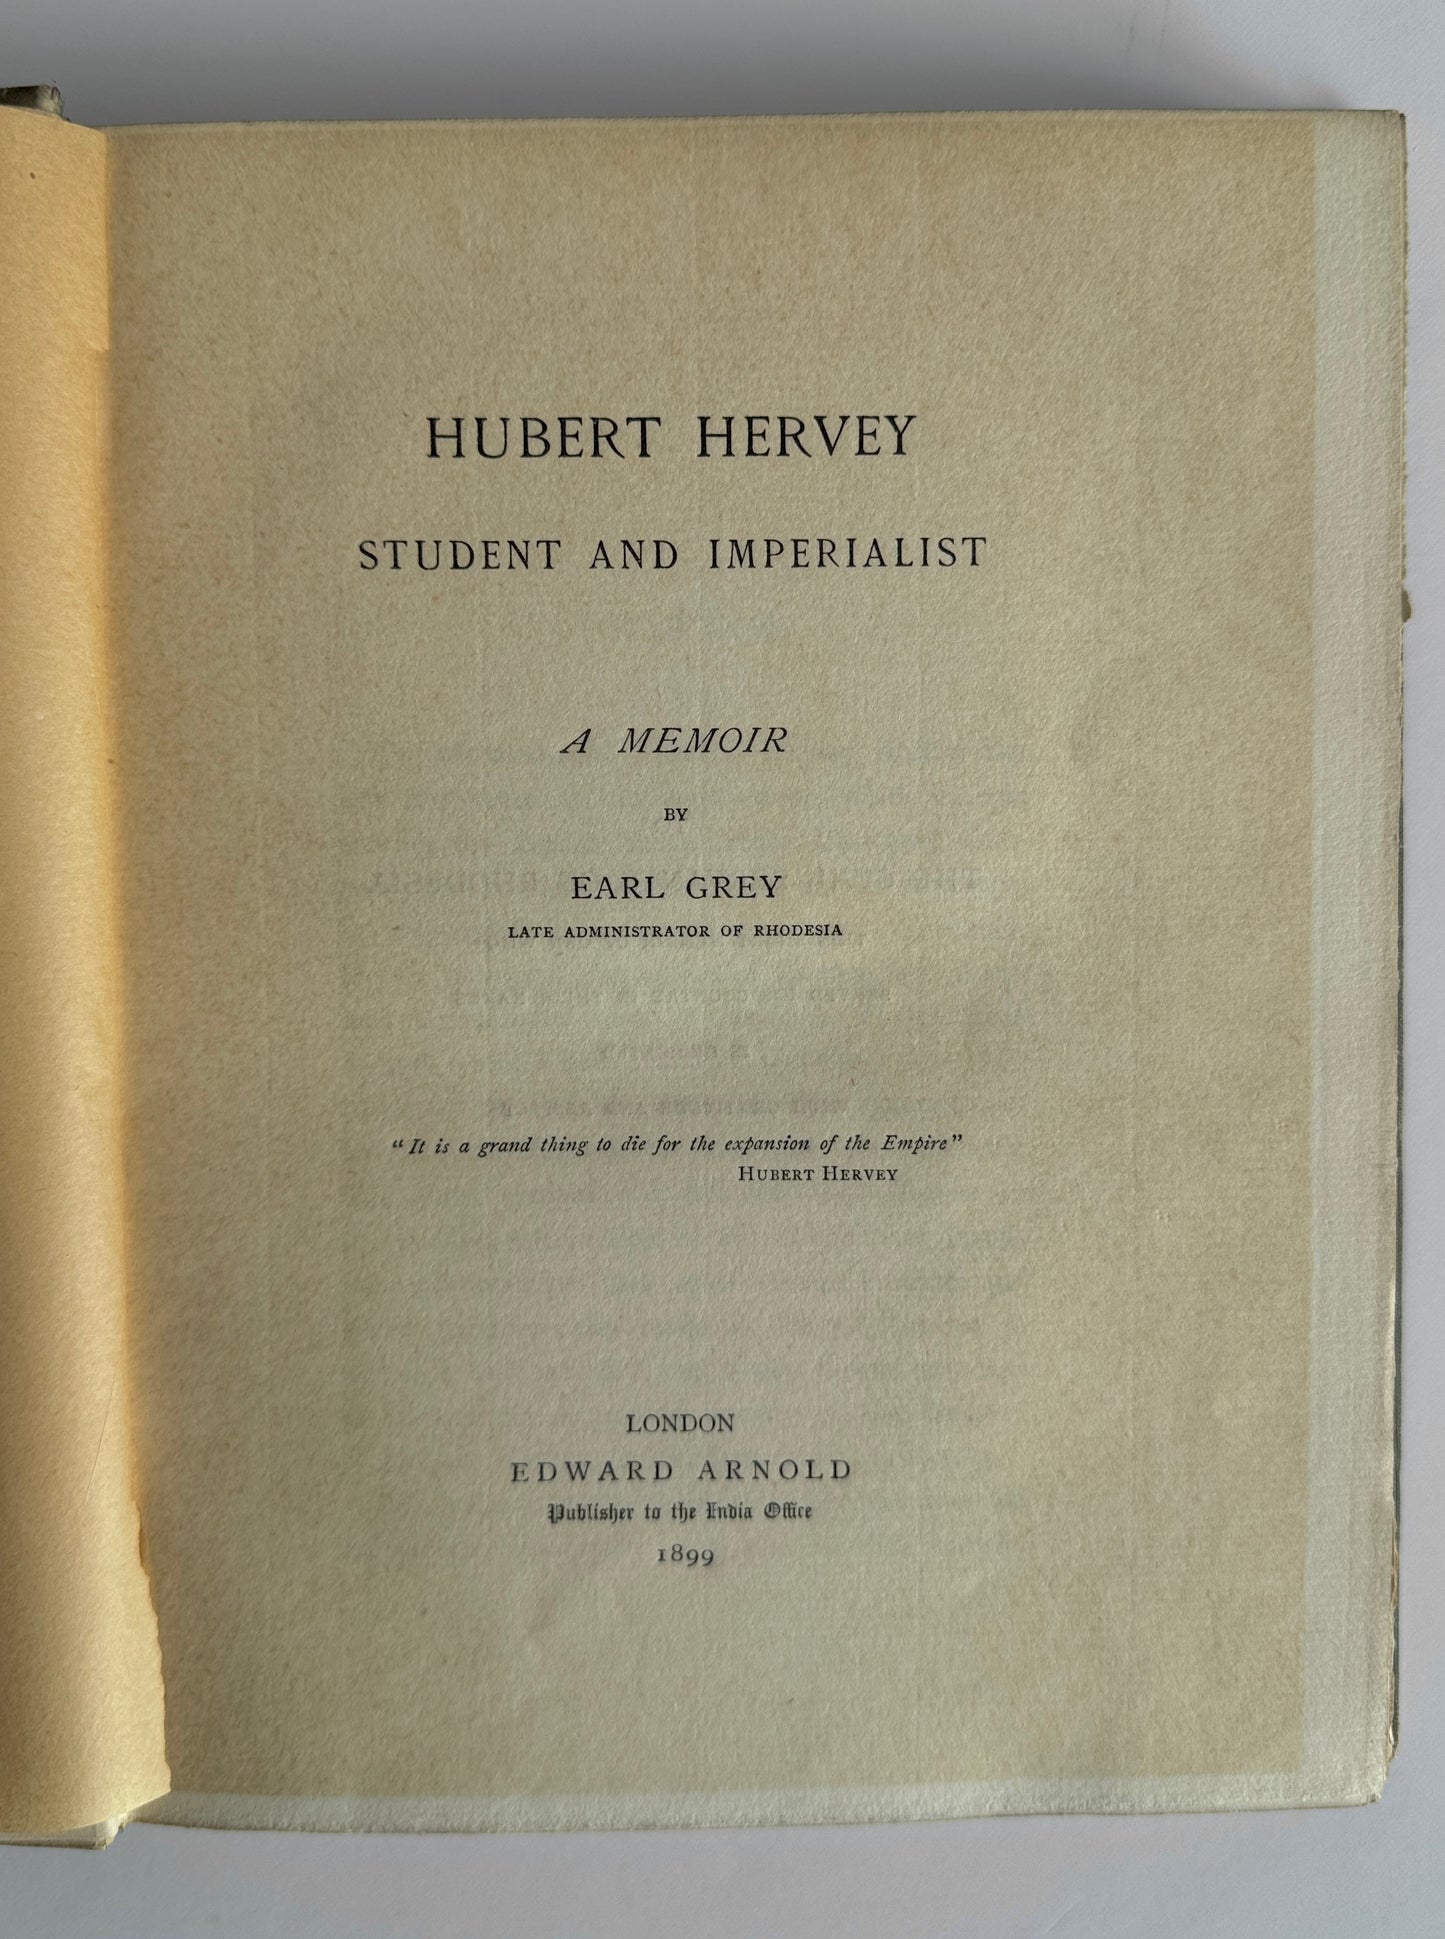 HUBERT HERVEY
STUDENT AND IMPERIALIST
A MEMOIR
BY
EARL GREY
LATE ADMINISTRATOR OF RHODESIA
"It is a grand thing to die for the expansion of the Empire"
HUBERT HERVEY
LONDON
EDWARD ARNOLD
Publisher to the India Office
1899